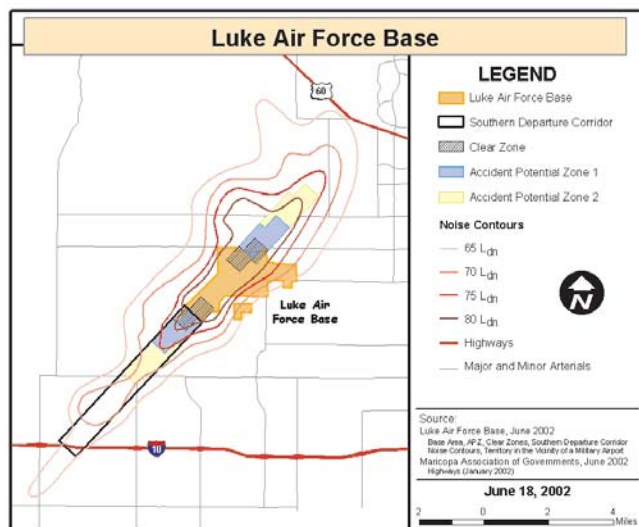 Luke Air Force Base
60
Luke Air
Force Base
10
LEGEND
Luke Air Force Base
Southern Departure Corridor
Clear Zone
Accident Potential Zone 1
Accident Potential Zone 2
Noise Contours
65 Ldn
70 Ldn
75 Ldn
80 Ldn
Highways
Major and Minor Arterials
N
Source:
Luke Air Force Base, June 2002
Base Area, APZ, Clear Zones, Southern Departure Corridor
Noise Contours, Territory in the Vicinity of a Military Airport
Maricopa Association of Governments, June 2002
Highways (January 2002)
June 18, 2002
2 0 2 4
Miles